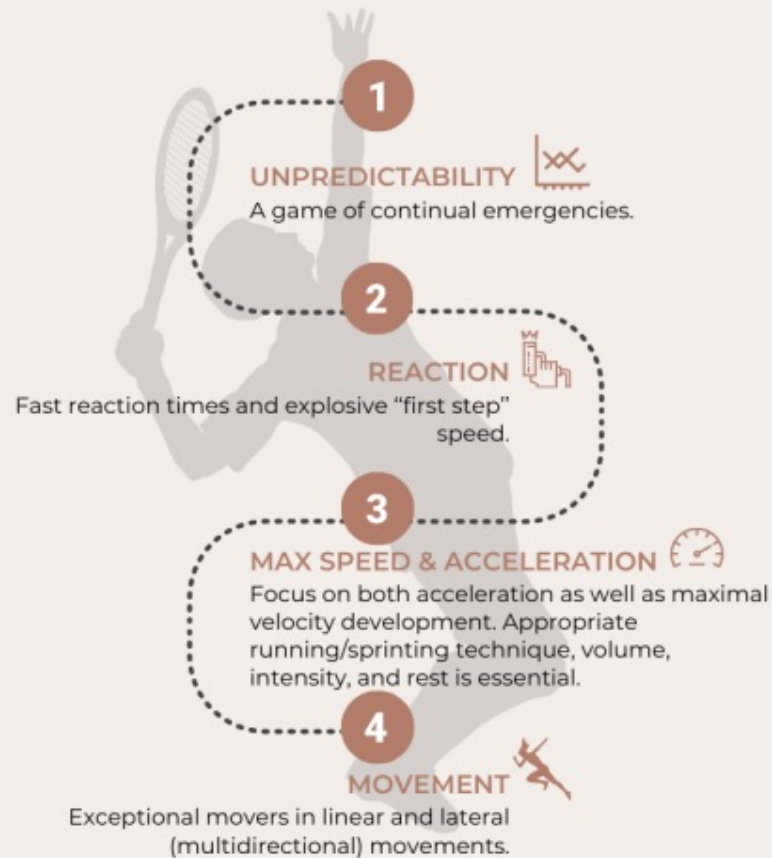 1
UNPREDICTABILITY
A game of continual emergencies.
2
REACTION
Fast reaction times and explosive “first step”
speed.
3
MAX SPEED & ACCELERATION
Focus on both acceleration as well as maximal
velocity development. Appropriate
running/sprinting technique, volume,
intensity, and rest is essential.
4
MOVEMENT
Exceptional movers in linear and lateral
(multidirectional) movements.